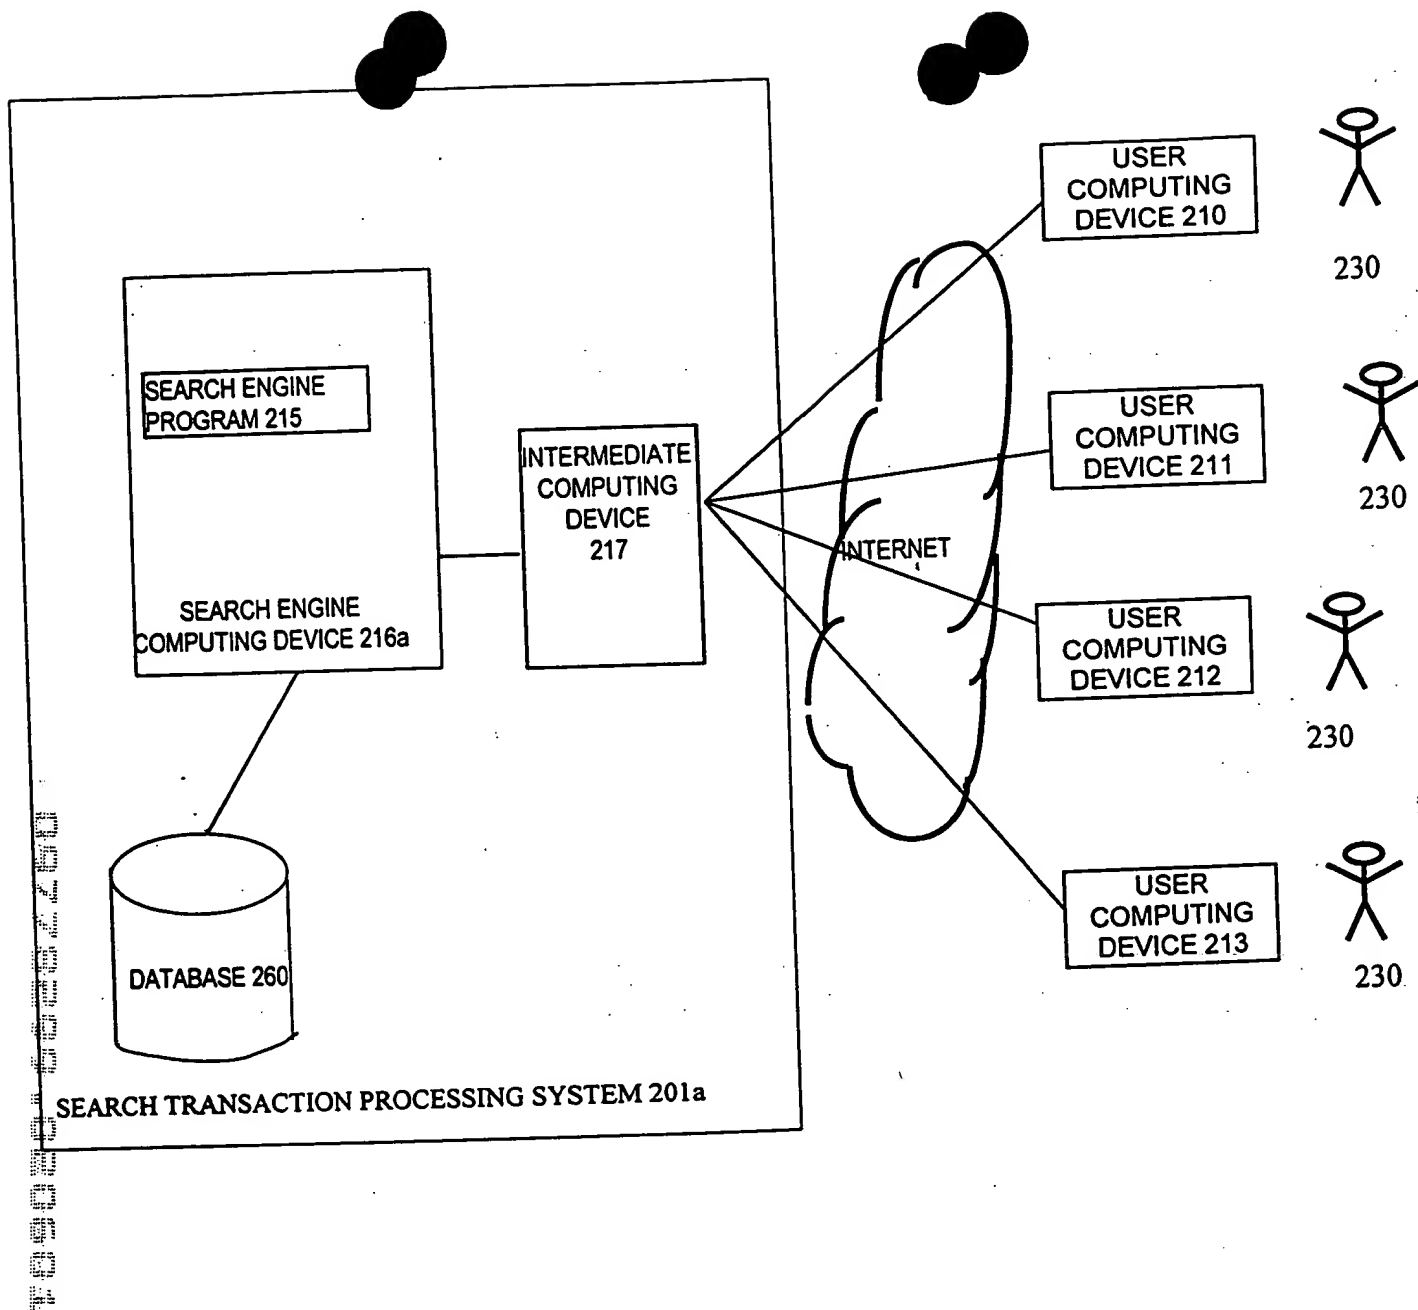 USER
COMPUTING
DEVICE 210
230
SEARCH ENGINE
PROGRAM 215
INTERMEDIATE
COMPUTING
DEVICE
217
SEARCH ENGINE
COMPUTING DEVICE 216a
INTERNET
USER
COMPUTING
DEVICE 211
230
USER
COMPUTING
DEVICE 212
230
USER
COMPUTING
DEVICE 213
230
DATABASE 260
SEARCH TRANSACTION PROCESSING SYSTEM 201a